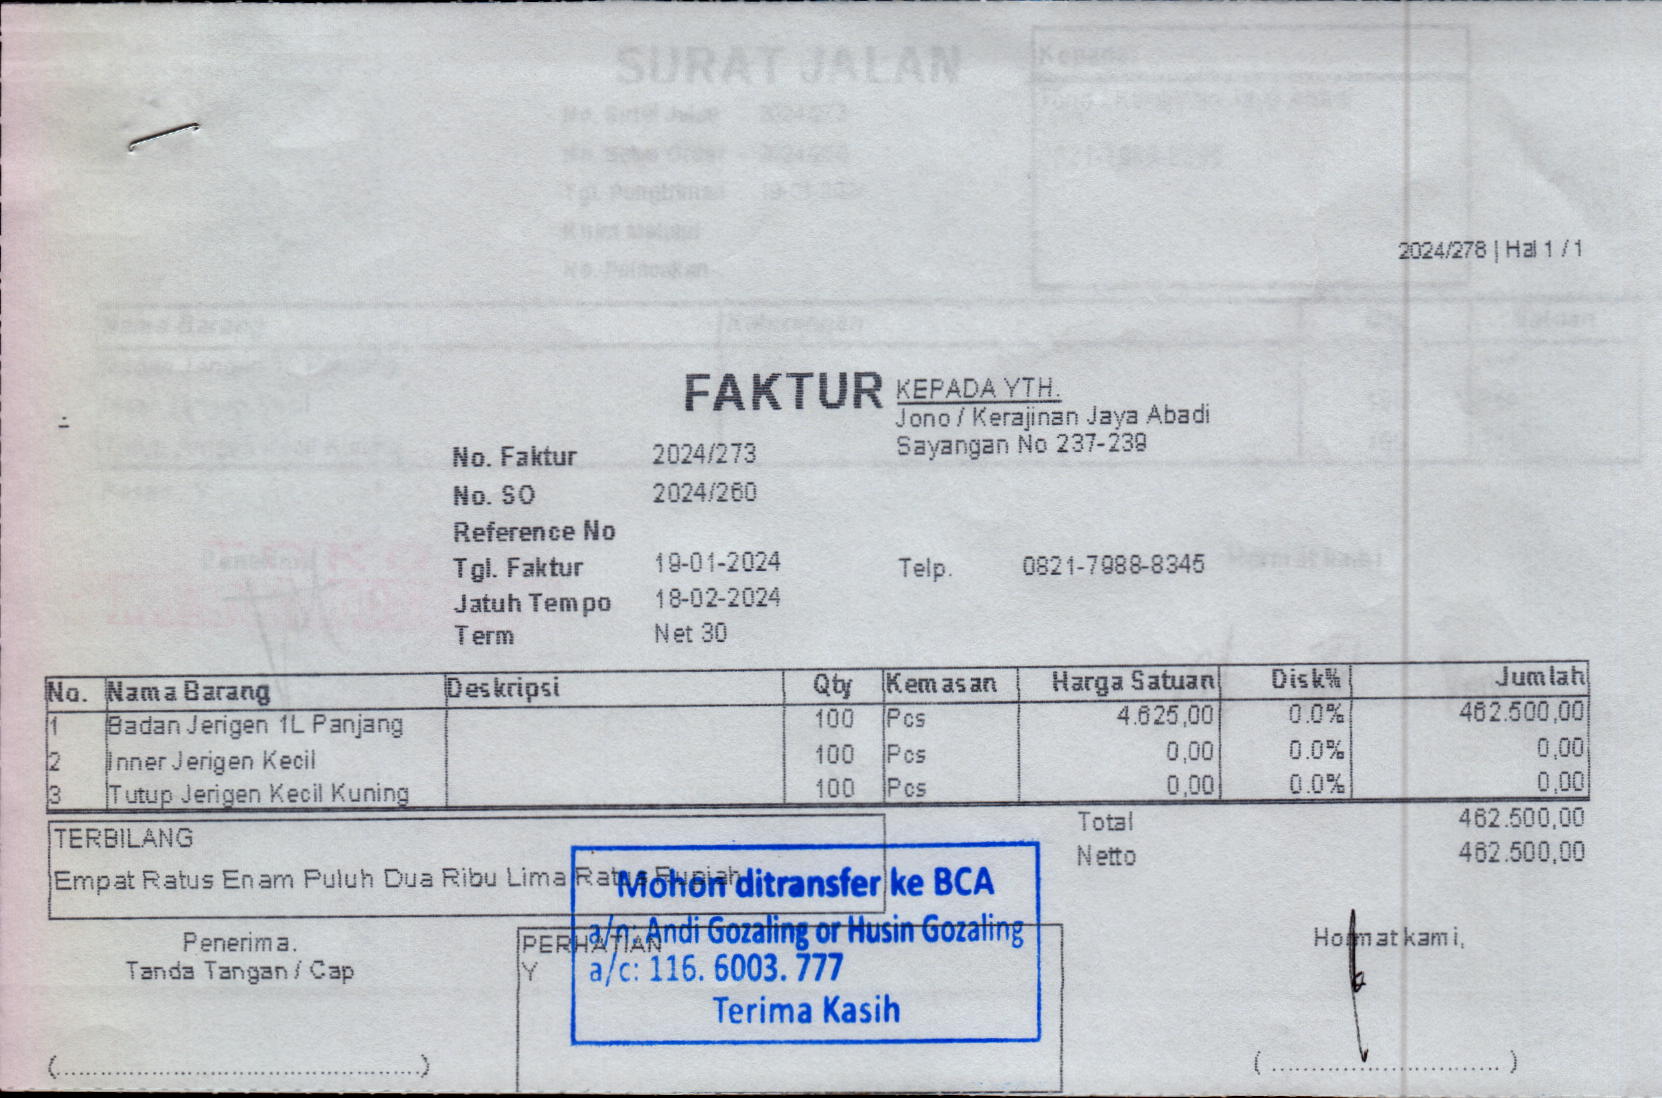 SURAT JALAN
Kepada:
2024/278 | Hal 1 / 1
FAKTUR
KEPADA YTH.
Jono / Kerajinan Jaya Abadi
Sayangan No 237-239
No. Faktur 2024/273
No. SO 2024/260
Reference No
Tgl. Faktur 19-01-2024
Telp. 0821-7988-8345
Jatuh Tempo 18-02-2024
Term Net 30
No. Nama Barang Deskripsi Qty Kemasan Harga Satuan Disk% Jumlah
1 Badan Jerigen 1L Panjang 100 Pcs 4.625,00 0.0% 462.500,00
2 Inner Jerigen Kecil 100 Pcs 0,00 0.0% 0,00
3 Tutup Jerigen Kecil Kuning 100 Pcs 0,00 0.0% 0,00
Total 462.500,00
Netto 462.500,00
TERBILANG
Empat Ratus Enam Puluh Dua Ribu Lima Ratus Rupiah
Mohon ditransfer ke BCA
a/n: Andi Gozaling or Husin Gozaling
a/c: 116. 6003. 777
Terima Kasih
Penerima.
Tanda Tangan / Cap
PERHATIAN
Y
Hormat kami,
(..........................................)
( .............................. )